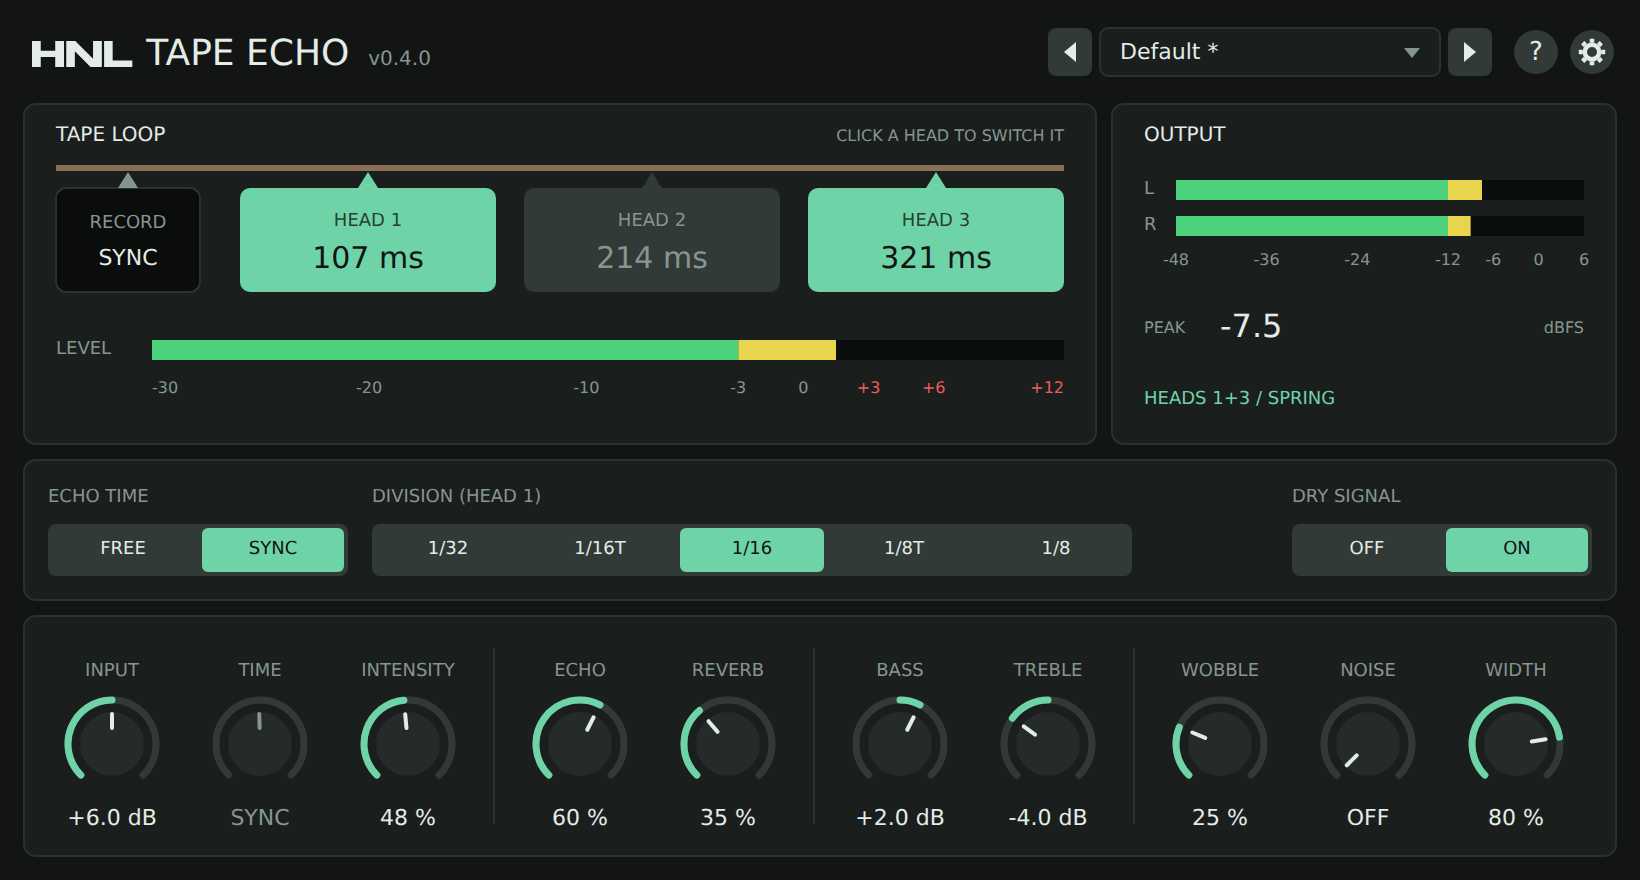 HNL TAPE ECHO v0.4.0
Default *
?
TAPE LOOP
CLICK A HEAD TO SWITCH IT
RECORD
SYNC
HEAD 1
107 ms
HEAD 2
214 ms
HEAD 3
321 ms
LEVEL
-30 -20 -10 -3 0 +3 +6 +12
OUTPUT
L
R
-48 -36 -24 -12 -6 0 6
PEAK -7.5 dBFS
HEADS 1+3 / SPRING
ECHO TIME
FREE SYNC
DIVISION (HEAD 1)
1/32 1/16T 1/16 1/8T 1/8
DRY SIGNAL
OFF ON
INPUT TIME INTENSITY ECHO REVERB BASS TREBLE WOBBLE NOISE WIDTH
+6.0 dB SYNC 48 % 60 % 35 % +2.0 dB -4.0 dB 25 % OFF 80 %